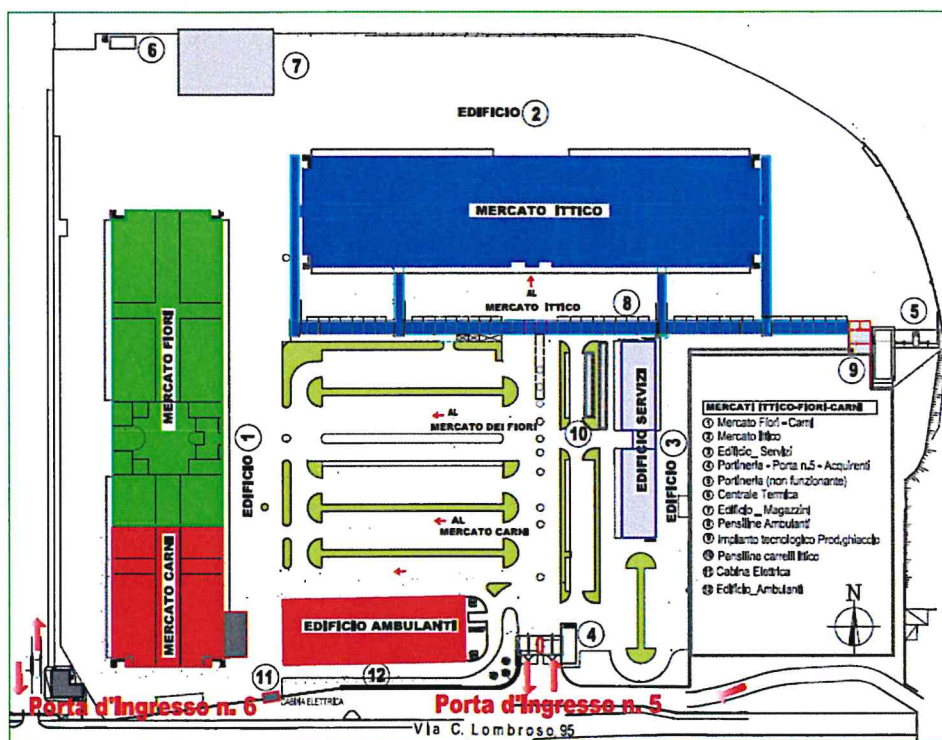 6
7
EDIFICIO 2
MERCATO ITTICO
AL
MERCATO ITTICO
8
5
9
MERCATO FIORI
EDIFICIO 1
AL
MERCATO DEI FIORI
10
EDIFICIO SERVIZI
EDIFICIO 3
AL
MERCATO CARNI
MERCATO CARNI
EDIFICIO AMBULANTI
4
MERCATI ITTICO-FIORI-CARNI
1 Mercato Fiori - Carni
2 Mercato Ittico
3 Edificio_ Servizi
4 Portineria - Porta n.5 - Acquirenti
5 Portineria (non funzionante)
6 Centrale Termica
7 Edificio _ Magazzini
8 Pensiline Ambulanti
9 Impianto tecnologico Prod.ghiaccio
10 Pensiline carrelli Ittico
11 Cabina Elettrica
12 Edificio_Ambulanti
N
11
CABINA ELETTRICA
12
Porta d'Ingresso n. 6
Porta d'Ingresso n. 5
Via C. Lombroso 95